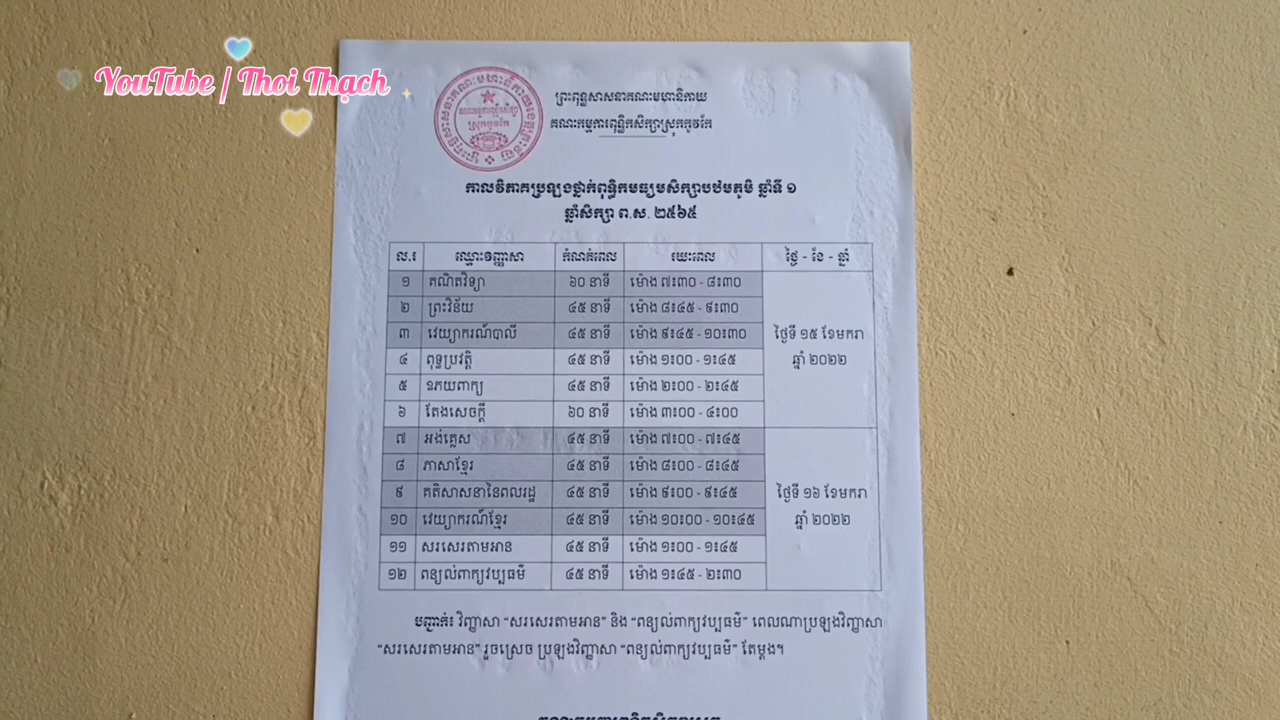 YouTube / Thoi Thạch
ព្រះពុទ្ធសាសនាគណៈមហានិកាយ
គណៈកម្មការពុទ្ធិកសិក្សាស្រុកកូវកែ
កាលវិភាគប្រឡងថ្នាក់ពុទ្ធិកមធ្យមសិក្សាបឋមភូមិ ឆ្នាំទី ១
ឆ្នាំសិក្សា ព.ស. ២៥៦៥
ល.រ ឈ្មោះវិញ្ញាសា កំណត់ពេល រយៈពេល ថ្ងៃ - ខែ - ឆ្នាំ
១ គណិតវិទ្យា ៦០ នាទី ម៉ោង ៧៖៣០ - ៨៖៣០
២ ព្រះវិន័យ ៤៥ នាទី ម៉ោង ៨៖៤៥ - ៩៖៣០
៣ វេយ្យាករណ៍បាលី ៤៥ នាទី ម៉ោង ៩៖៤៥ - ១០៖៣០ ថ្ងៃទី ១៥ ខែមករា
៤ ពុទ្ធប្រវត្តិ ៤៥ នាទី ម៉ោង ១៖០០ - ១៖៤៥ ឆ្នាំ ២០២២
៥ ឧភយពាក្យ ៤៥ នាទី ម៉ោង ២៖០០ - ២៖៤៥
៦ តែងសេចក្ដី ៦០ នាទី ម៉ោង ៣៖០០ - ៤៖០០
៧ អង់គ្លេស ៤៥ នាទី ម៉ោង ៧៖០០ - ៧៖៤៥
៨ ភាសាខ្មែរ ៤៥ នាទី ម៉ោង ៨៖០០ - ៨៖៤៥
៩ គតិសាសនានៃពលរដ្ឋ ៤៥ នាទី ម៉ោង ៩៖០០ - ៩៖៤៥ ថ្ងៃទី ១៦ ខែមករា
១០ វេយ្យាករណ៍ខ្មែរ ៤៥ នាទី ម៉ោង ១០៖០០ - ១០៖៤៥ ឆ្នាំ ២០២២
១១ សរសេរតាមអាន ៤៥ នាទី ម៉ោង ១៖០០ - ១៖៤៥
១២ ពន្យល់ពាក្យវប្បធម៌ ៤៥ នាទី ម៉ោង ១៖៤៥ - ២៖៣០
បញ្ជាក់៖ វិញ្ញាសា “សរសេរតាមអាន” និង “ពន្យល់ពាក្យវប្បធម៌” ពេលណាប្រឡងវិញ្ញាសា
“សរសេរតាមអាន” រួចស្រេច ប្រឡងវិញ្ញាសា “ពន្យល់ពាក្យវប្បធម៌” តែម្ដង។